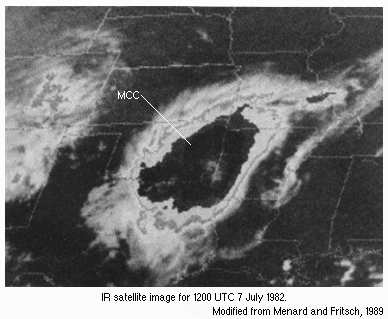 MCC
IR satellite image for 1200 UTC 7 July 1982.
Modified from Menard and Fritsch, 1989